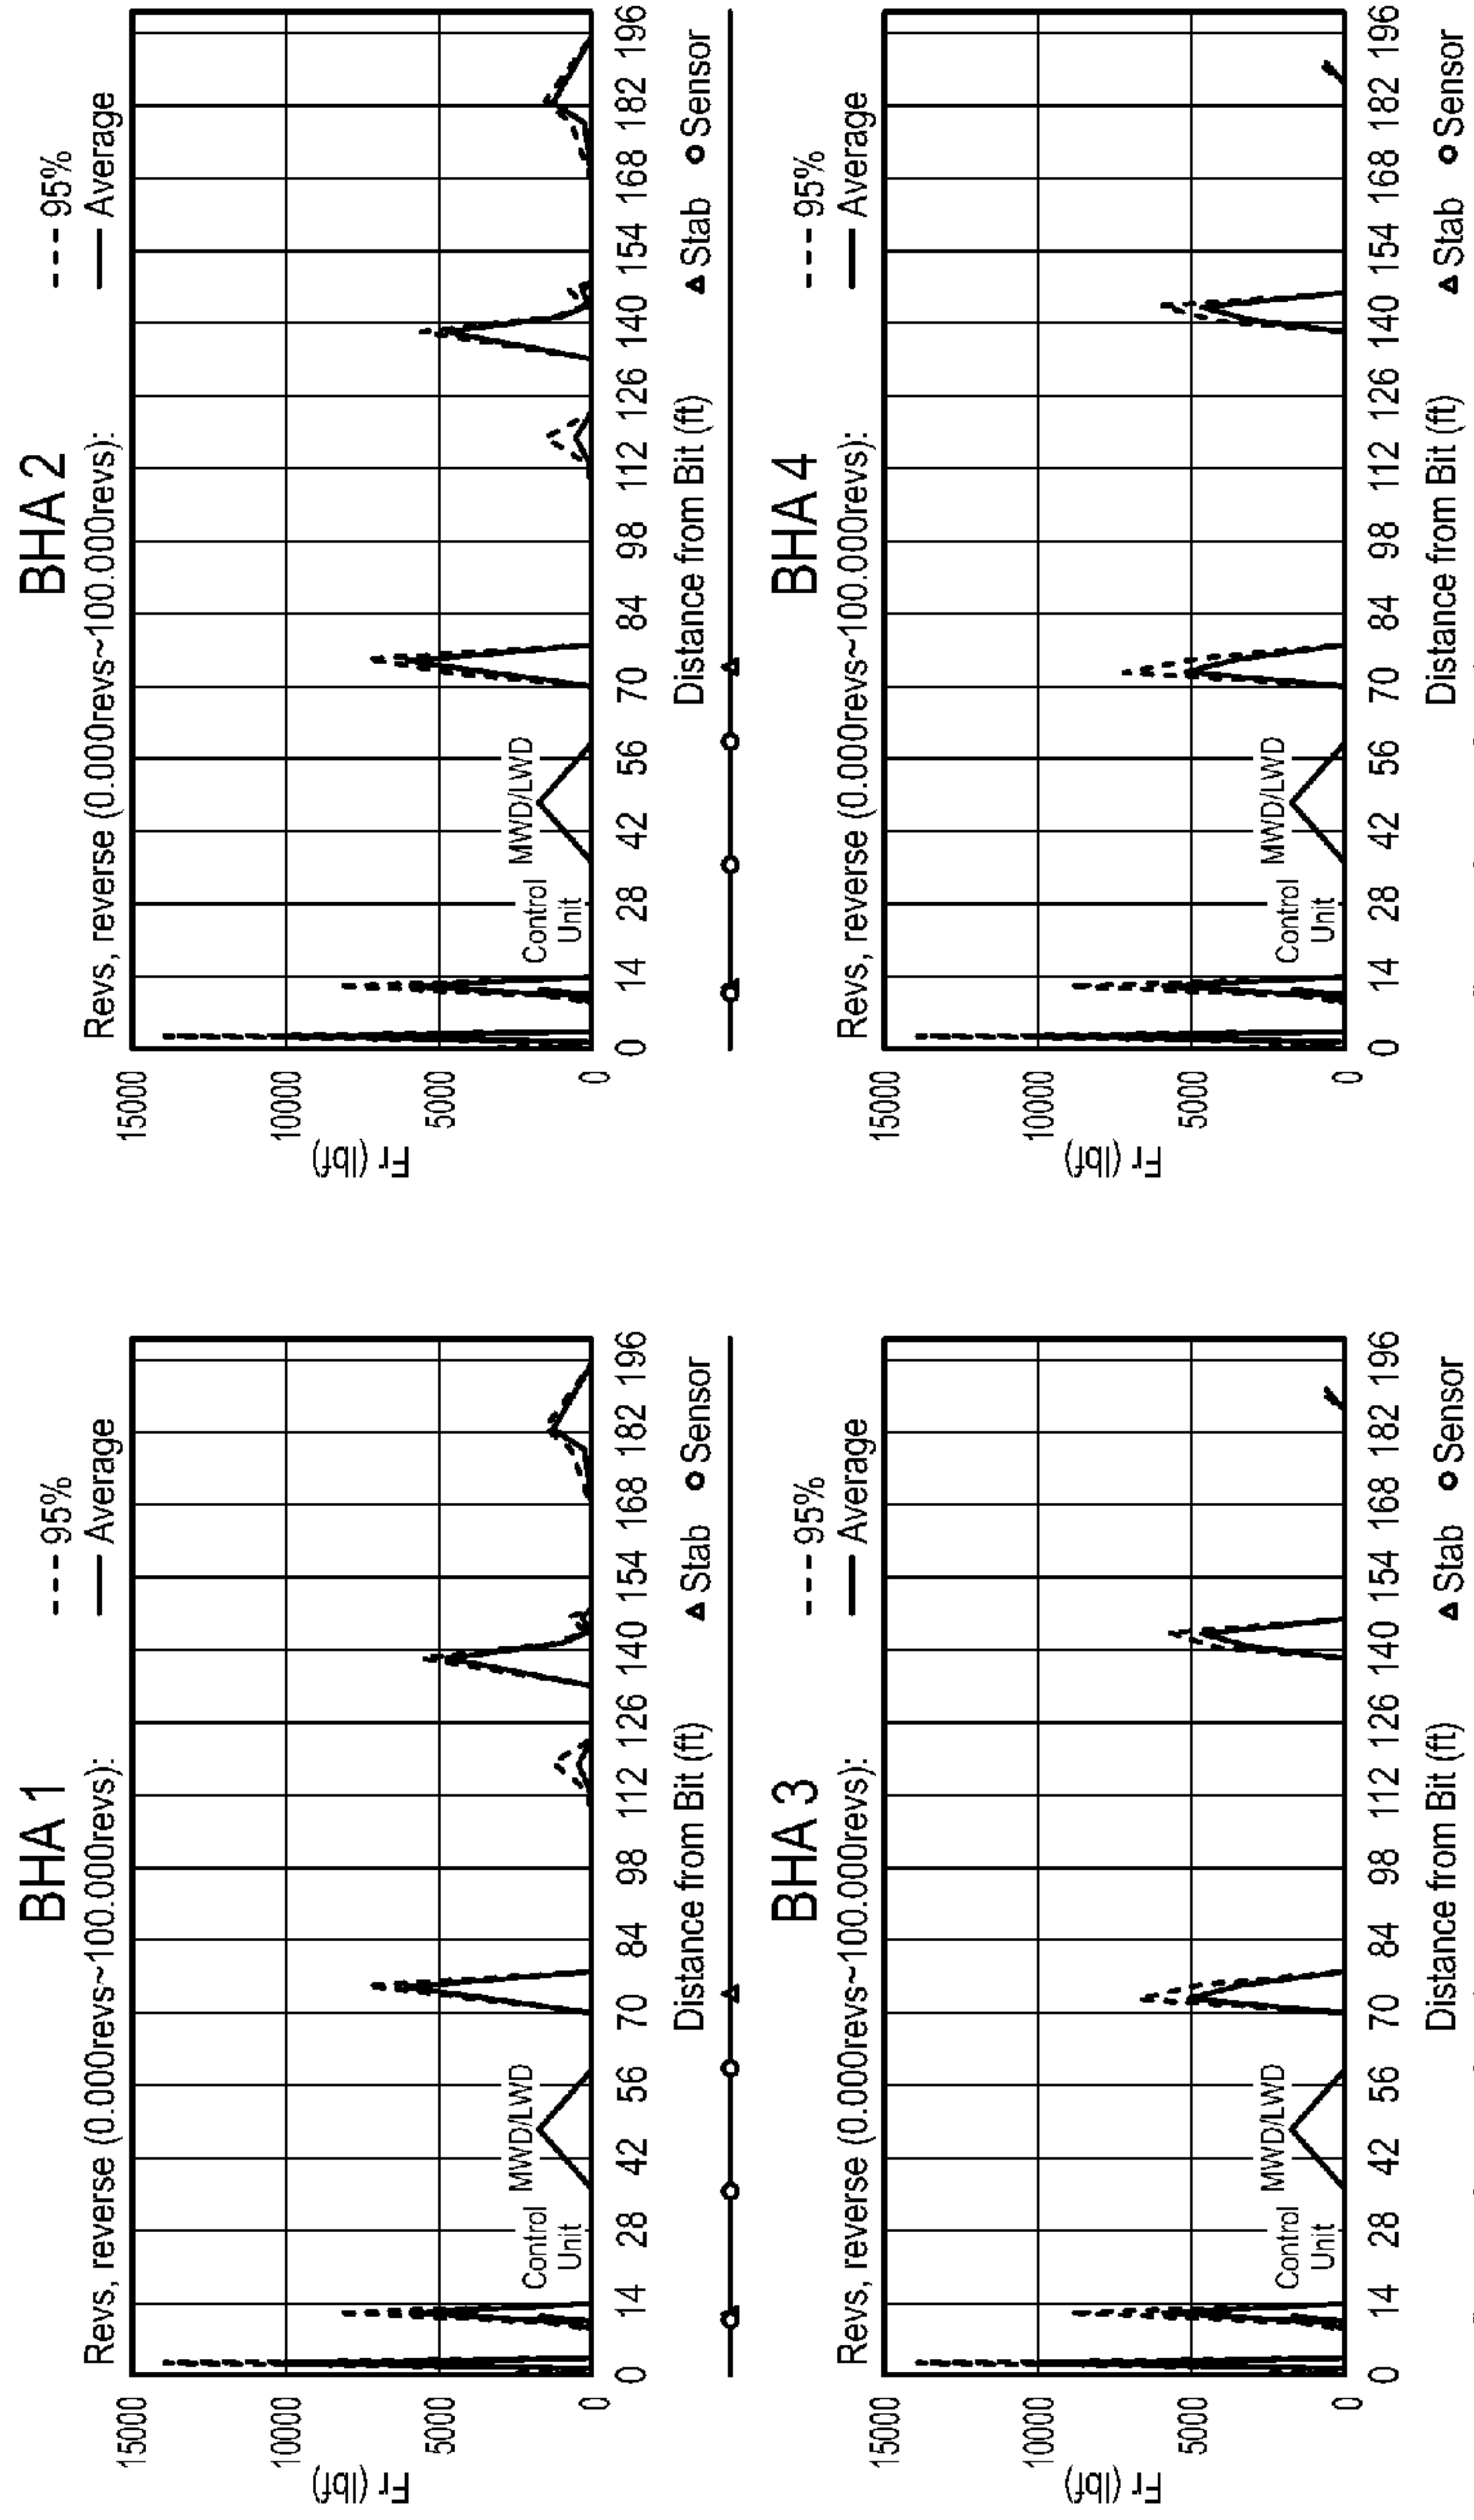 BHA 1
Revs, reverse (0.000revs~100.000revs):
95%
Average
Fr (lbf)
15000
10000
5000
0
Control
Unit
MWD/LWD
0 14 28 42 56 70 84 98 112 126 140 154 168 182 196
Distance from Bit (ft)
Stab
Sensor
BHA 2
Revs, reverse (0.000revs~100.000revs):
95%
Average
Fr (lbf)
15000
10000
5000
0
Control
Unit
MWD/LWD
0 14 28 42 56 70 84 98 112 126 140 154 168 182 196
Distance from Bit (ft)
Stab
Sensor
BHA 3
Revs, reverse (0.000revs~100.000revs):
95%
Average
Fr (lbf)
15000
10000
5000
0
Control
Unit
MWD/LWD
0 14 28 42 56 70 84 98 112 126 140 154 168 182 196
Distance from Bit (ft)
Stab
Sensor
BHA 4
Revs, reverse (0.000revs~100.000revs):
95%
Average
Fr (lbf)
15000
10000
5000
0
Control
Unit
MWD/LWD
0 14 28 42 56 70 84 98 112 126 140 154 168 182 196
Distance from Bit (ft)
Stab
Sensor